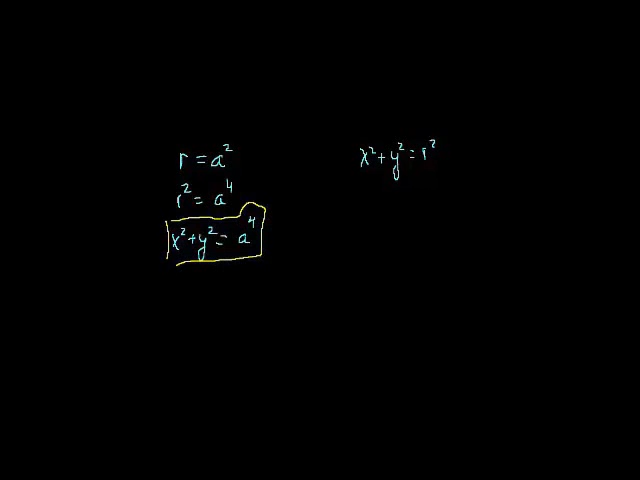 r = a²
x² + y² = r²
r² = a⁴
x² + y² = a⁴